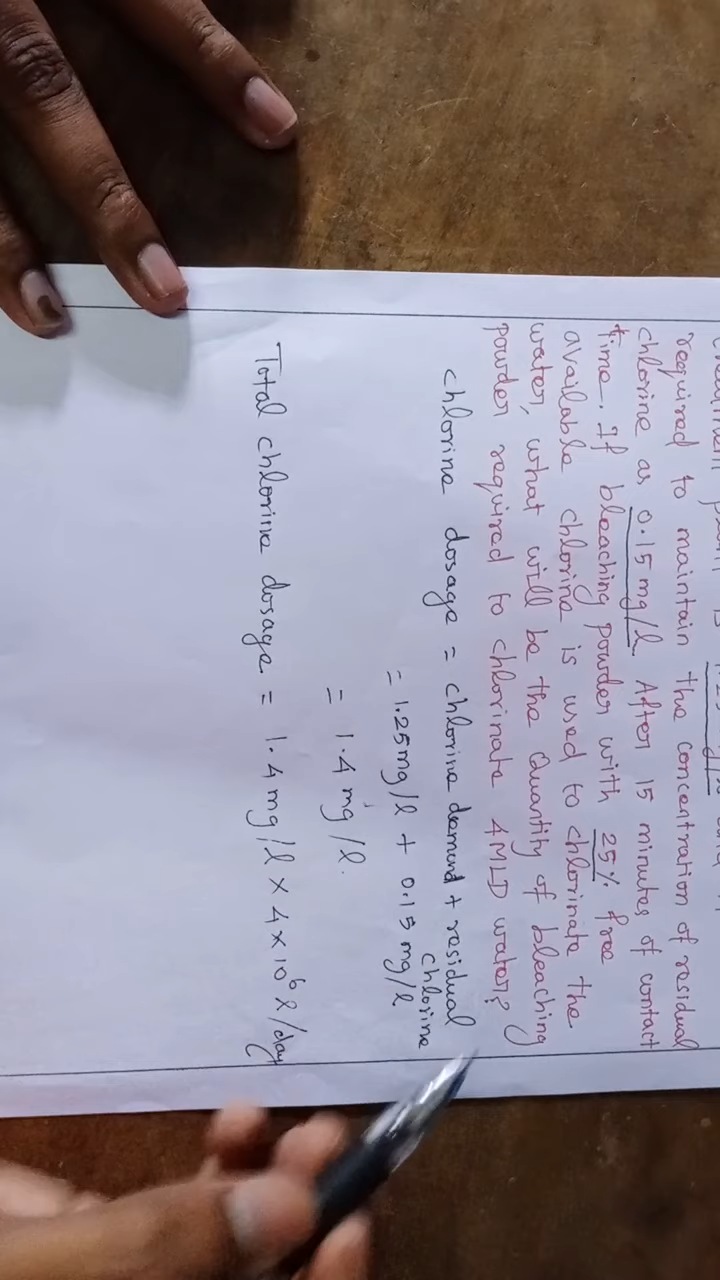 required to maintain the concentration of residual
chlorine as 0.15 mg/l. After 15 minutes of contact
time. If bleaching powder with 25% free
available chlorine is used to chlorinate the
water, what will be the Quantity of bleaching
powder required to chlorinate 4MLD water?
chlorine dosage = chlorine demand + residual
chlorine
= 1.25mg/l + 0.15 mg/l
= 1.4 mg/l.
Total chlorine dosage = 1.4 mg/l × 4×10⁶ l/day